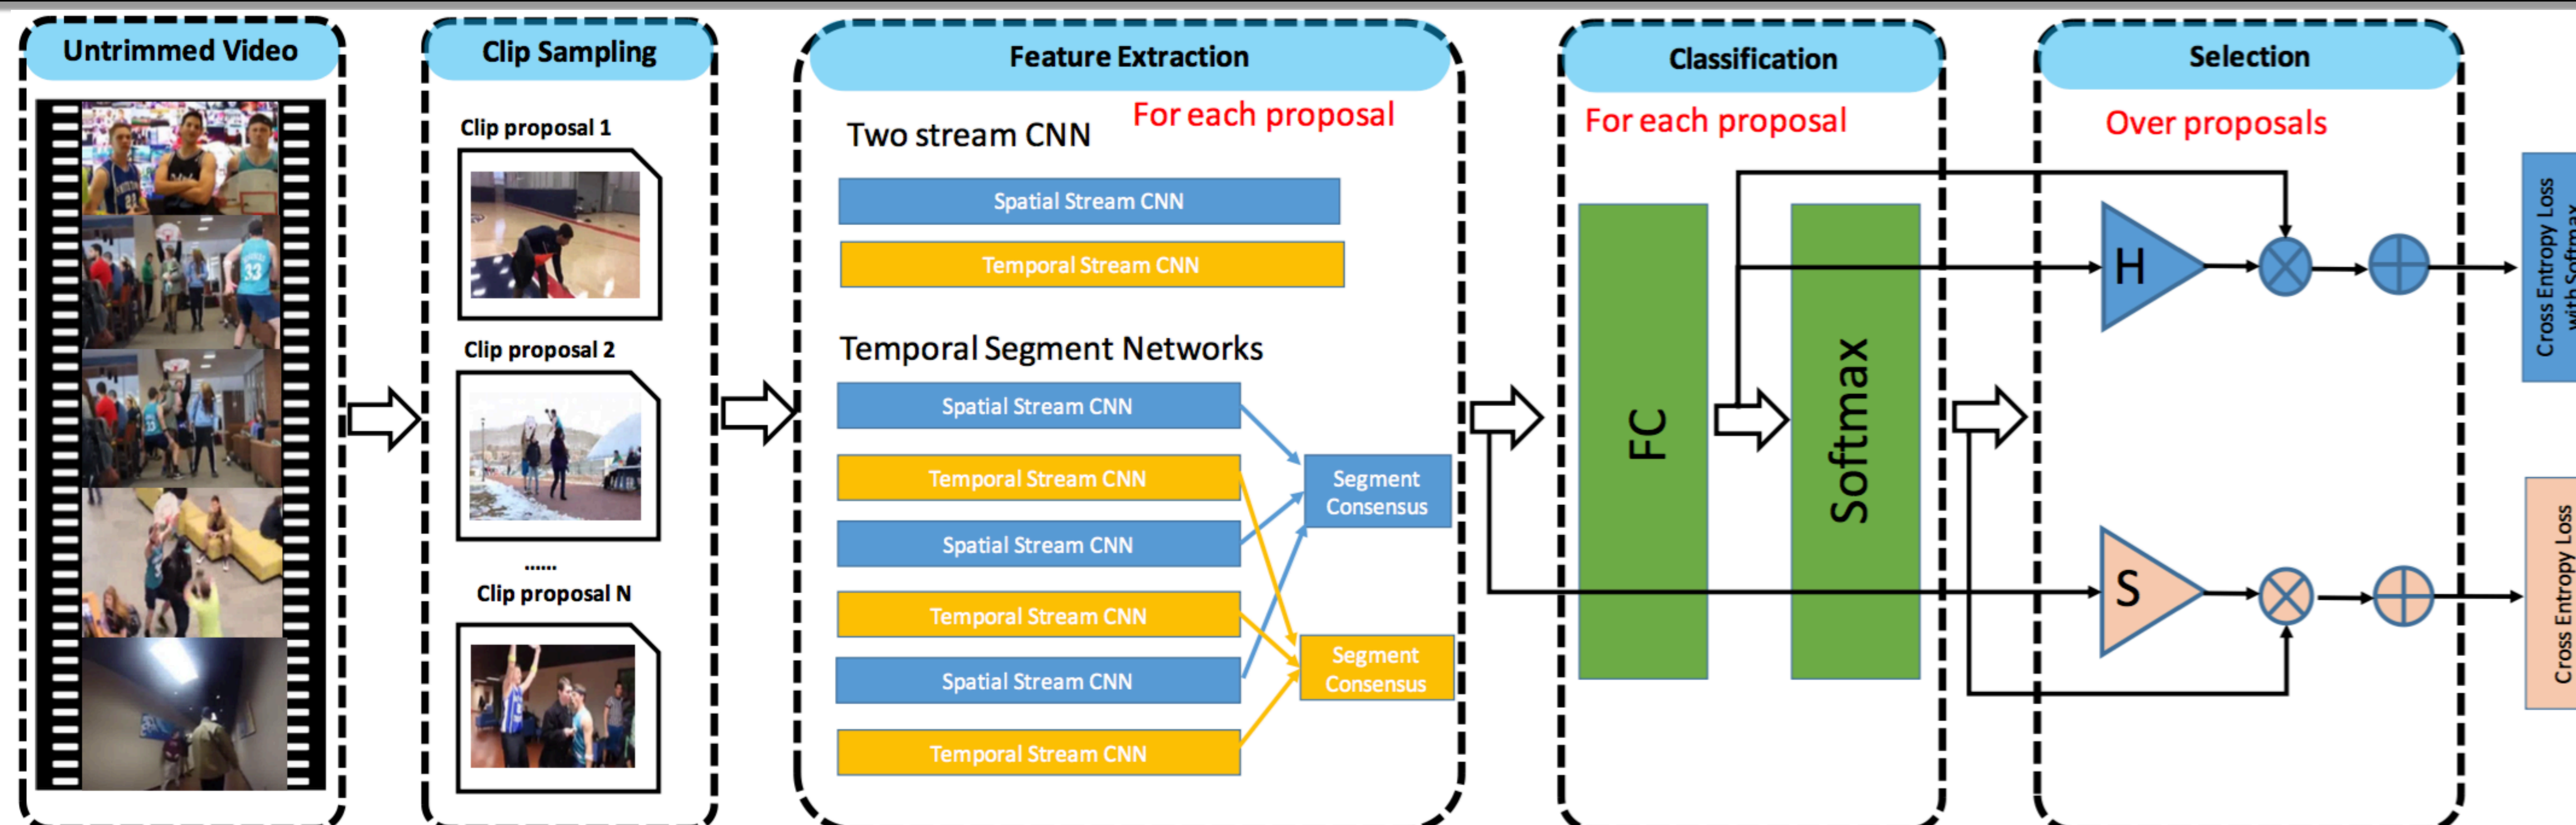 Untrimmed Video
Clip Sampling
Clip proposal 1
Clip proposal 2
......
Clip proposal N
Feature Extraction
For each proposal
Two stream CNN
Spatial Stream CNN
Temporal Stream CNN
Temporal Segment Networks
Spatial Stream CNN
Temporal Stream CNN
Spatial Stream CNN
Temporal Stream CNN
Spatial Stream CNN
Temporal Stream CNN
Segment
Consensus
Segment
Consensus
Classification
For each proposal
FC
Softmax
Selection
Over proposals
H
S
Cross Entropy Loss
with Softmax
Cross Entropy Loss
33